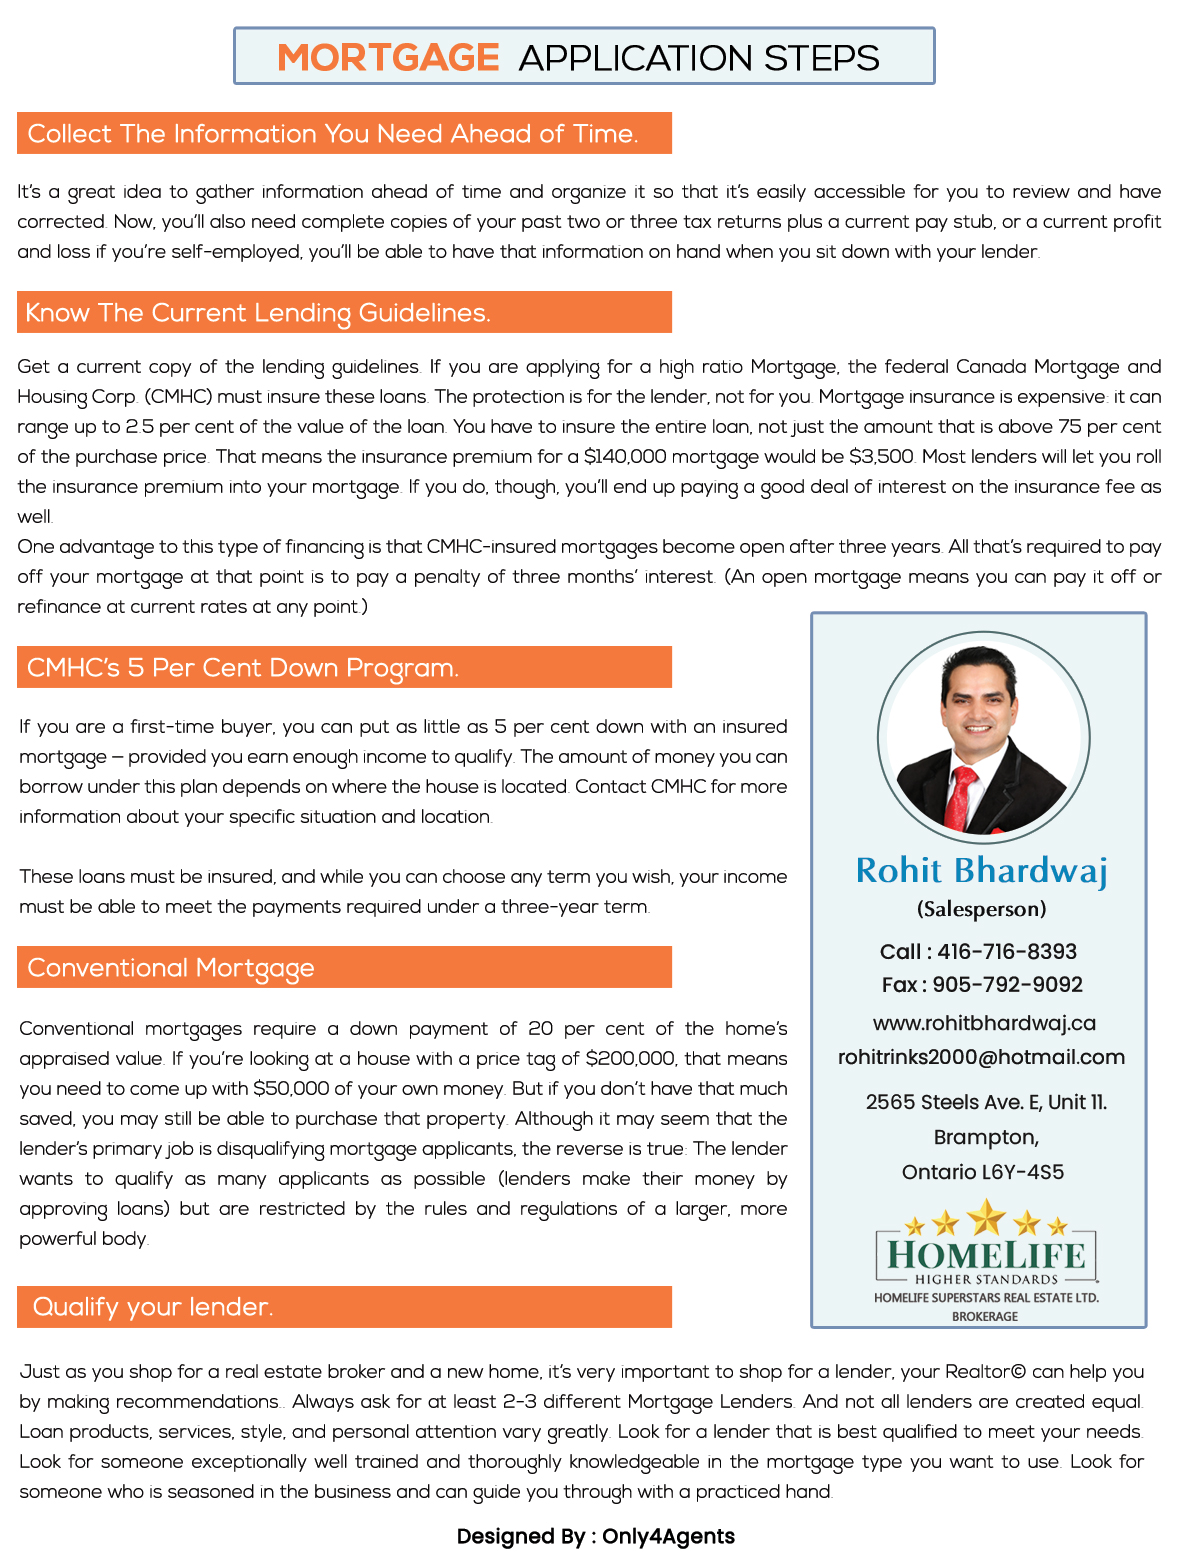 MORTGAGE APPLICATION STEPS
Collect The Information You Need Ahead of Time.
It's a great idea to gather information ahead of time and organize it so that it's easily accessible for you to review and have
corrected. Now, you'll also need complete copies of your past two or three tax returns plus a current pay stub, or a current profit
and loss if you're self-employed, you'll be able to have that information on hand when you sit down with your lender.
Know The Current Lending Guidelines.
Get a current copy of the lending guidelines. If you are applying for a high ratio Mortgage, the federal Canada Mortgage and
Housing Corp. (CMHC) must insure these loans. The protection is for the lender, not for you. Mortgage insurance is expensive: it can
range up to 2.5 per cent of the value of the loan. You have to insure the entire loan, not just the amount that is above 75 per cent
of the purchase price. That means the insurance premium for a $140,000 mortgage would be $3,500. Most lenders will let you roll
the insurance premium into your mortgage. If you do, though, you'll end up paying a good deal of interest on the insurance fee as
well.
One advantage to this type of financing is that CMHC-insured mortgages become open after three years. All that's required to pay
off your mortgage at that point is to pay a penalty of three months' interest. (An open mortgage means you can pay it off or
refinance at current rates at any point.)
CMHC's 5 Per Cent Down Program.
If you are a first-time buyer, you can put as little as 5 per cent down with an insured
mortgage – provided you earn enough income to qualify. The amount of money you can
borrow under this plan depends on where the house is located. Contact CMHC for more
information about your specific situation and location.
These loans must be insured, and while you can choose any term you wish, your income
must be able to meet the payments required under a three-year term.
Conventional Mortgage
Conventional mortgages require a down payment of 20 per cent of the home's
appraised value. If you're looking at a house with a price tag of $200,000, that means
you need to come up with $50,000 of your own money. But if you don't have that much
saved, you may still be able to purchase that property. Although it may seem that the
lender's primary job is disqualifying mortgage applicants, the reverse is true: The lender
wants to qualify as many applicants as possible (lenders make their money by
approving loans) but are restricted by the rules and regulations of a larger, more
powerful body.
Rohit Bhardwaj
(Salesperson)
Call : 416-716-8393
Fax : 905-792-9092
www.rohitbhardwaj.ca
rohitrinks2000@hotmail.com
2565 Steels Ave. E, Unit 11.
Brampton,
Ontario L6Y-4S5
HOMELIFE
HIGHER STANDARDS
HOMELIFE SUPERSTARS REAL ESTATE LTD.
BROKERAGE
Qualify your lender.
Just as you shop for a real estate broker and a new home, it's very important to shop for a lender, your Realtor© can help you
by making recommendations.. Always ask for at least 2-3 different Mortgage Lenders. And not all lenders are created equal.
Loan products, services, style, and personal attention vary greatly. Look for a lender that is best qualified to meet your needs.
Look for someone exceptionally well trained and thoroughly knowledgeable in the mortgage type you want to use. Look for
someone who is seasoned in the business and can guide you through with a practiced hand.
Designed By : Only4Agents